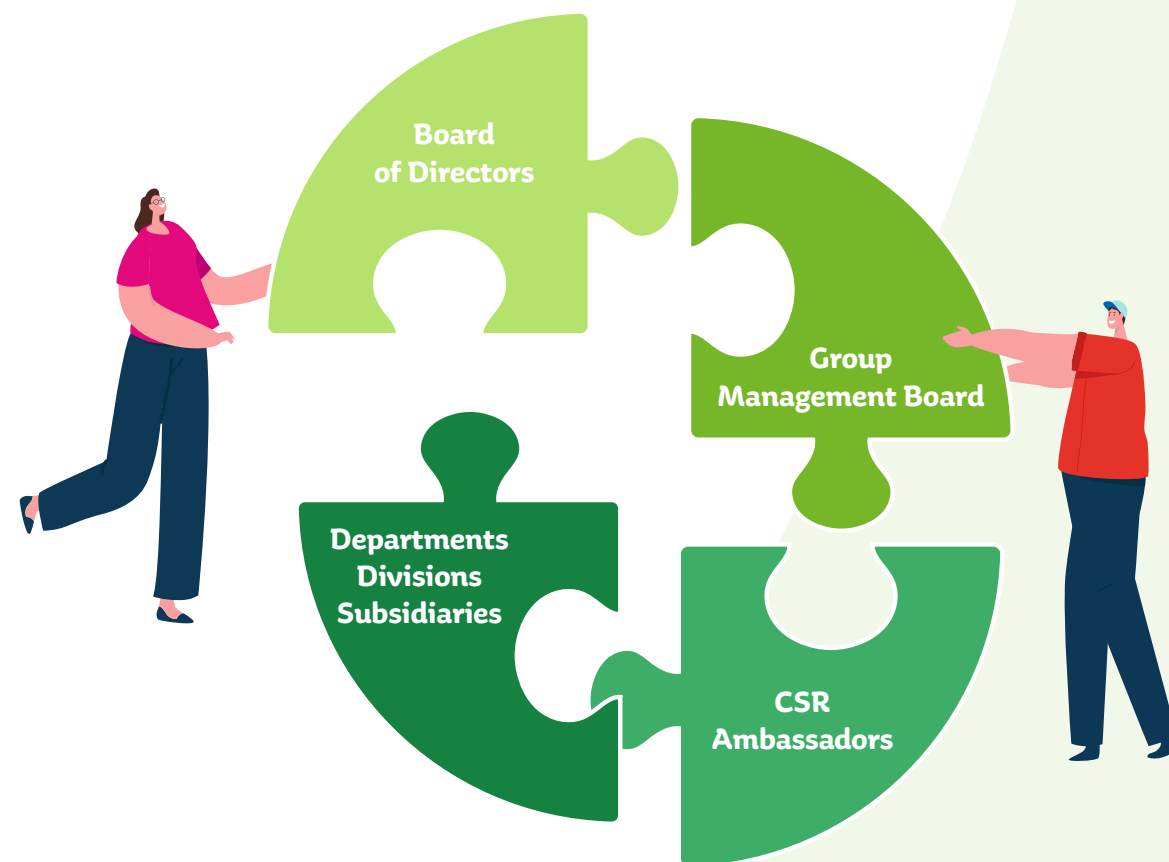 Board
of Directors
Group
Management Board
Departments
Divisions
Subsidiaries
CSR
Ambassadors